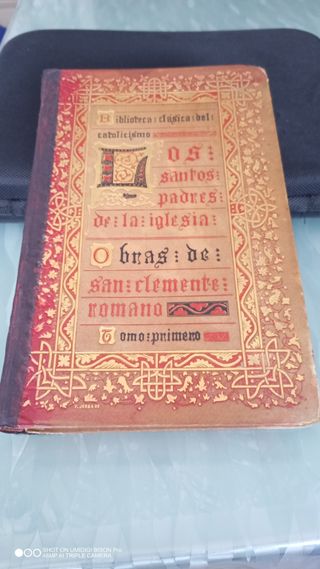 Biblioteca : clásica : del
catolicismo
Los
santos :
padres
de : la : iglesia :
Obras : de :
san : clemente :
romano
Tomo : primero
SHOT ON UMIDIGI BISON Pro
48MP AI TRIPLE CAMERA